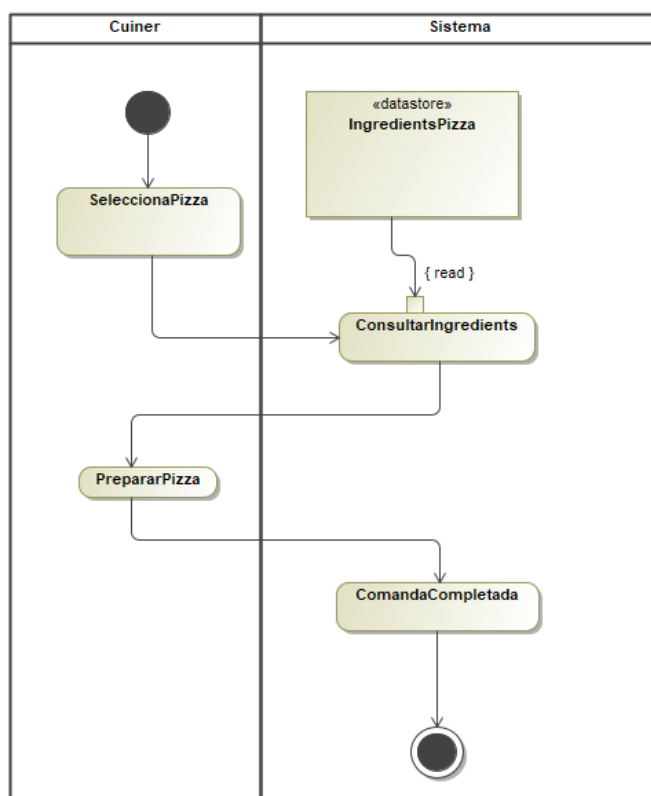 Cuiner
Sistema
«datastore»
IngredientsPizza
SeleccionaPizza
{ read }
ConsultarIngredients
PrepararPizza
ComandaCompletada